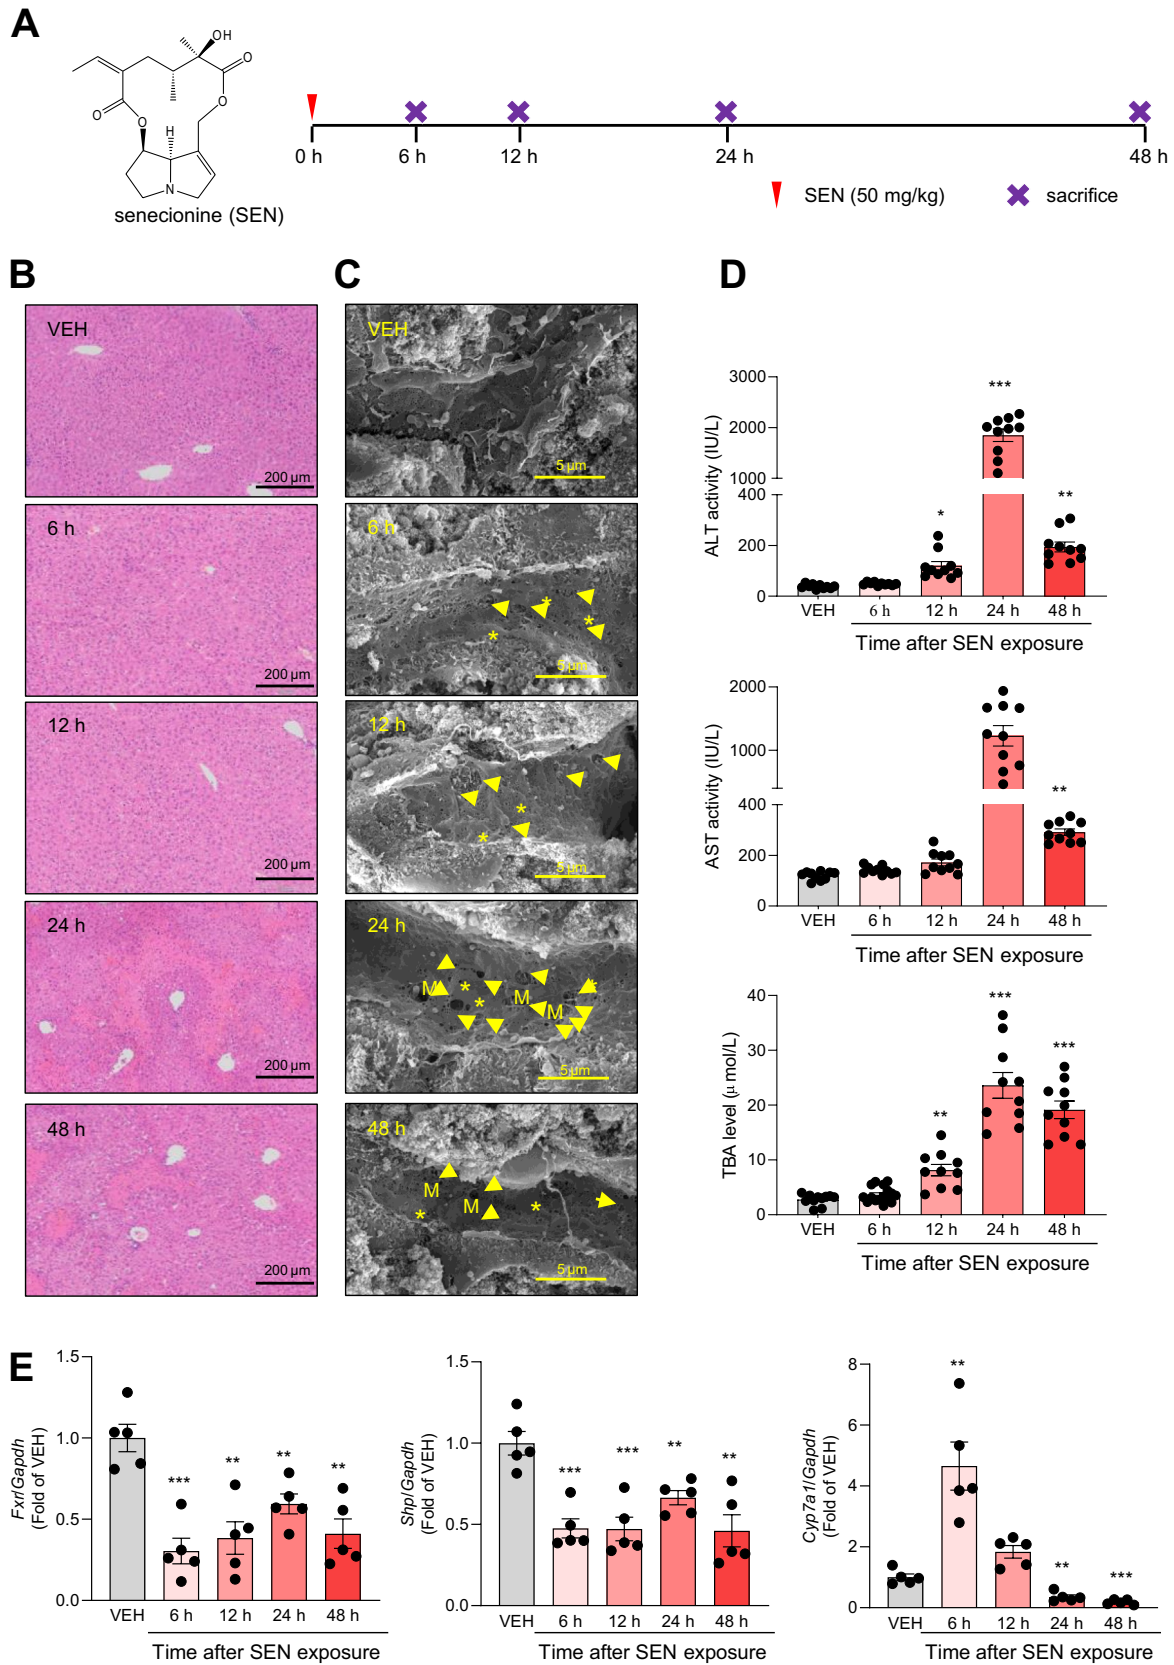 A
OH
O
O
O
O
H
N
senecionine (SEN)
0 h
6 h
12 h
24 h
48 h
SEN (50 mg/kg)
sacrifice
B
C
D
VEH
200 µm
6 h
200 µm
12 h
200 µm
24 h
200 µm
48 h
200 µm
VEH
5 µm
6 h
*
*
*
5 µm
12 h
*
*
5 µm
24 h
M
*
*
M
M
*
5 µm
48 h
M
M
*
*
5 µm
ALT activity (IU/L)
3000
2000
1000
400
200
0
*
***
**
VEH
6 h
12 h
24 h
48 h
Time after SEN exposure
AST activity (IU/L)
2000
1000
400
200
0
**
VEH
6 h
12 h
24 h
48 h
Time after SEN exposure
TBA level (µ mol/L)
40
30
20
10
0
**
***
***
VEH
6 h
12 h
24 h
48 h
Time after SEN exposure
E
Fxr/Gapdh
(Fold of VEH)
1.5
1.0
0.5
0.0
***
**
**
**
VEH
6 h
12 h
24 h
48 h
Time after SEN exposure
Shp/Gapdh
(Fold of VEH)
1.5
1.0
0.5
0.0
***
***
**
**
VEH
6 h
12 h
24 h
48 h
Time after SEN exposure
Cyp7a1/Gapdh
(Fold of VEH)
8
6
4
2
0
**
**
***
VEH
6 h
12 h
24 h
48 h
Time after SEN exposure